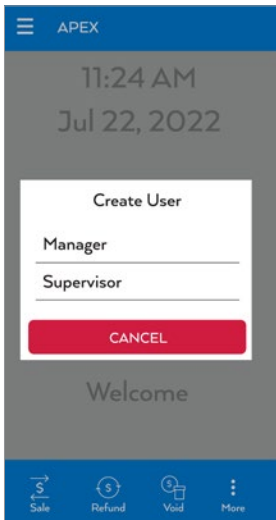 APEX
11:24 AM
Jul 22, 2022
Create User
Manager
Supervisor
CANCEL
Welcome
Sale Refund Void More